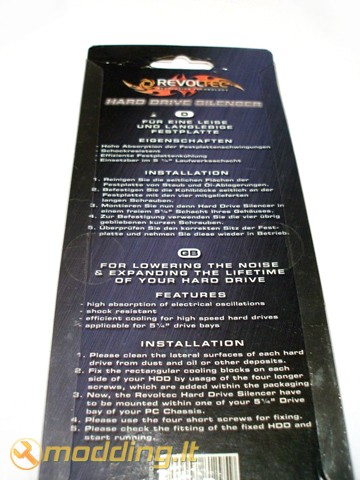 REVOLTEC
HARD DRIVE SILENCER
D
FÜR EINE LEISE
UND LANGLEBIGE
FESTPLATTE
EIGENSCHAFTEN
- Hohe Absorption der Festplattenschwingungen
- Schockresistent
- Effiziente Festplattenkühlung
- Einsetzbar im 5 ¼" Laufwerksschacht
INSTALLATION
1. Reinigen Sie die seitlichen Flächen der
Festplatte von Staub und Öl-Ablagerungen.
2. Befestigen Sie die Kühlblocks seitlich an der
Festplatte mit den vier mitgelieferten
langen Schrauben.
3. Montieren Sie nun denn Hard Drive Silencer in
einem freien 5¼" Schacht Ihres Gehäuses.
4. Zur Befestigung verwenden Sie die vier übrig
gebliebenen kurzen Schrauben.
5. Überprüfen Sie den korrekten Sitz der Fest-
platte und nehmen Sie diese wieder in Betrieb.
GB
FOR LOWERING THE NOISE
& EXPANDING THE LIFETIME
OF YOUR HARD DRIVE
FEATURES
- high absorption of electrical oscillations
- shock resistant
- efficient cooling for high speed hard drives
- applicable for 5¼" drive bays
INSTALLATION
1. Please clean the lateral surfaces of each hard
drive from dust and oil or other deposits.
2. Fix the rectangular cooling blocks on each
side of your HDD by usage of the four longer
screws, which are added within the packaging.
3. Now, the Revoltec Hard Drive Silencer have
to be mounted within one of your 5¼" Drive
bay of your PC Chassis.
4. Please use the four short screws for fixing.
5. Please check the fitting of the fixed HDD and
start running.
modding.lt